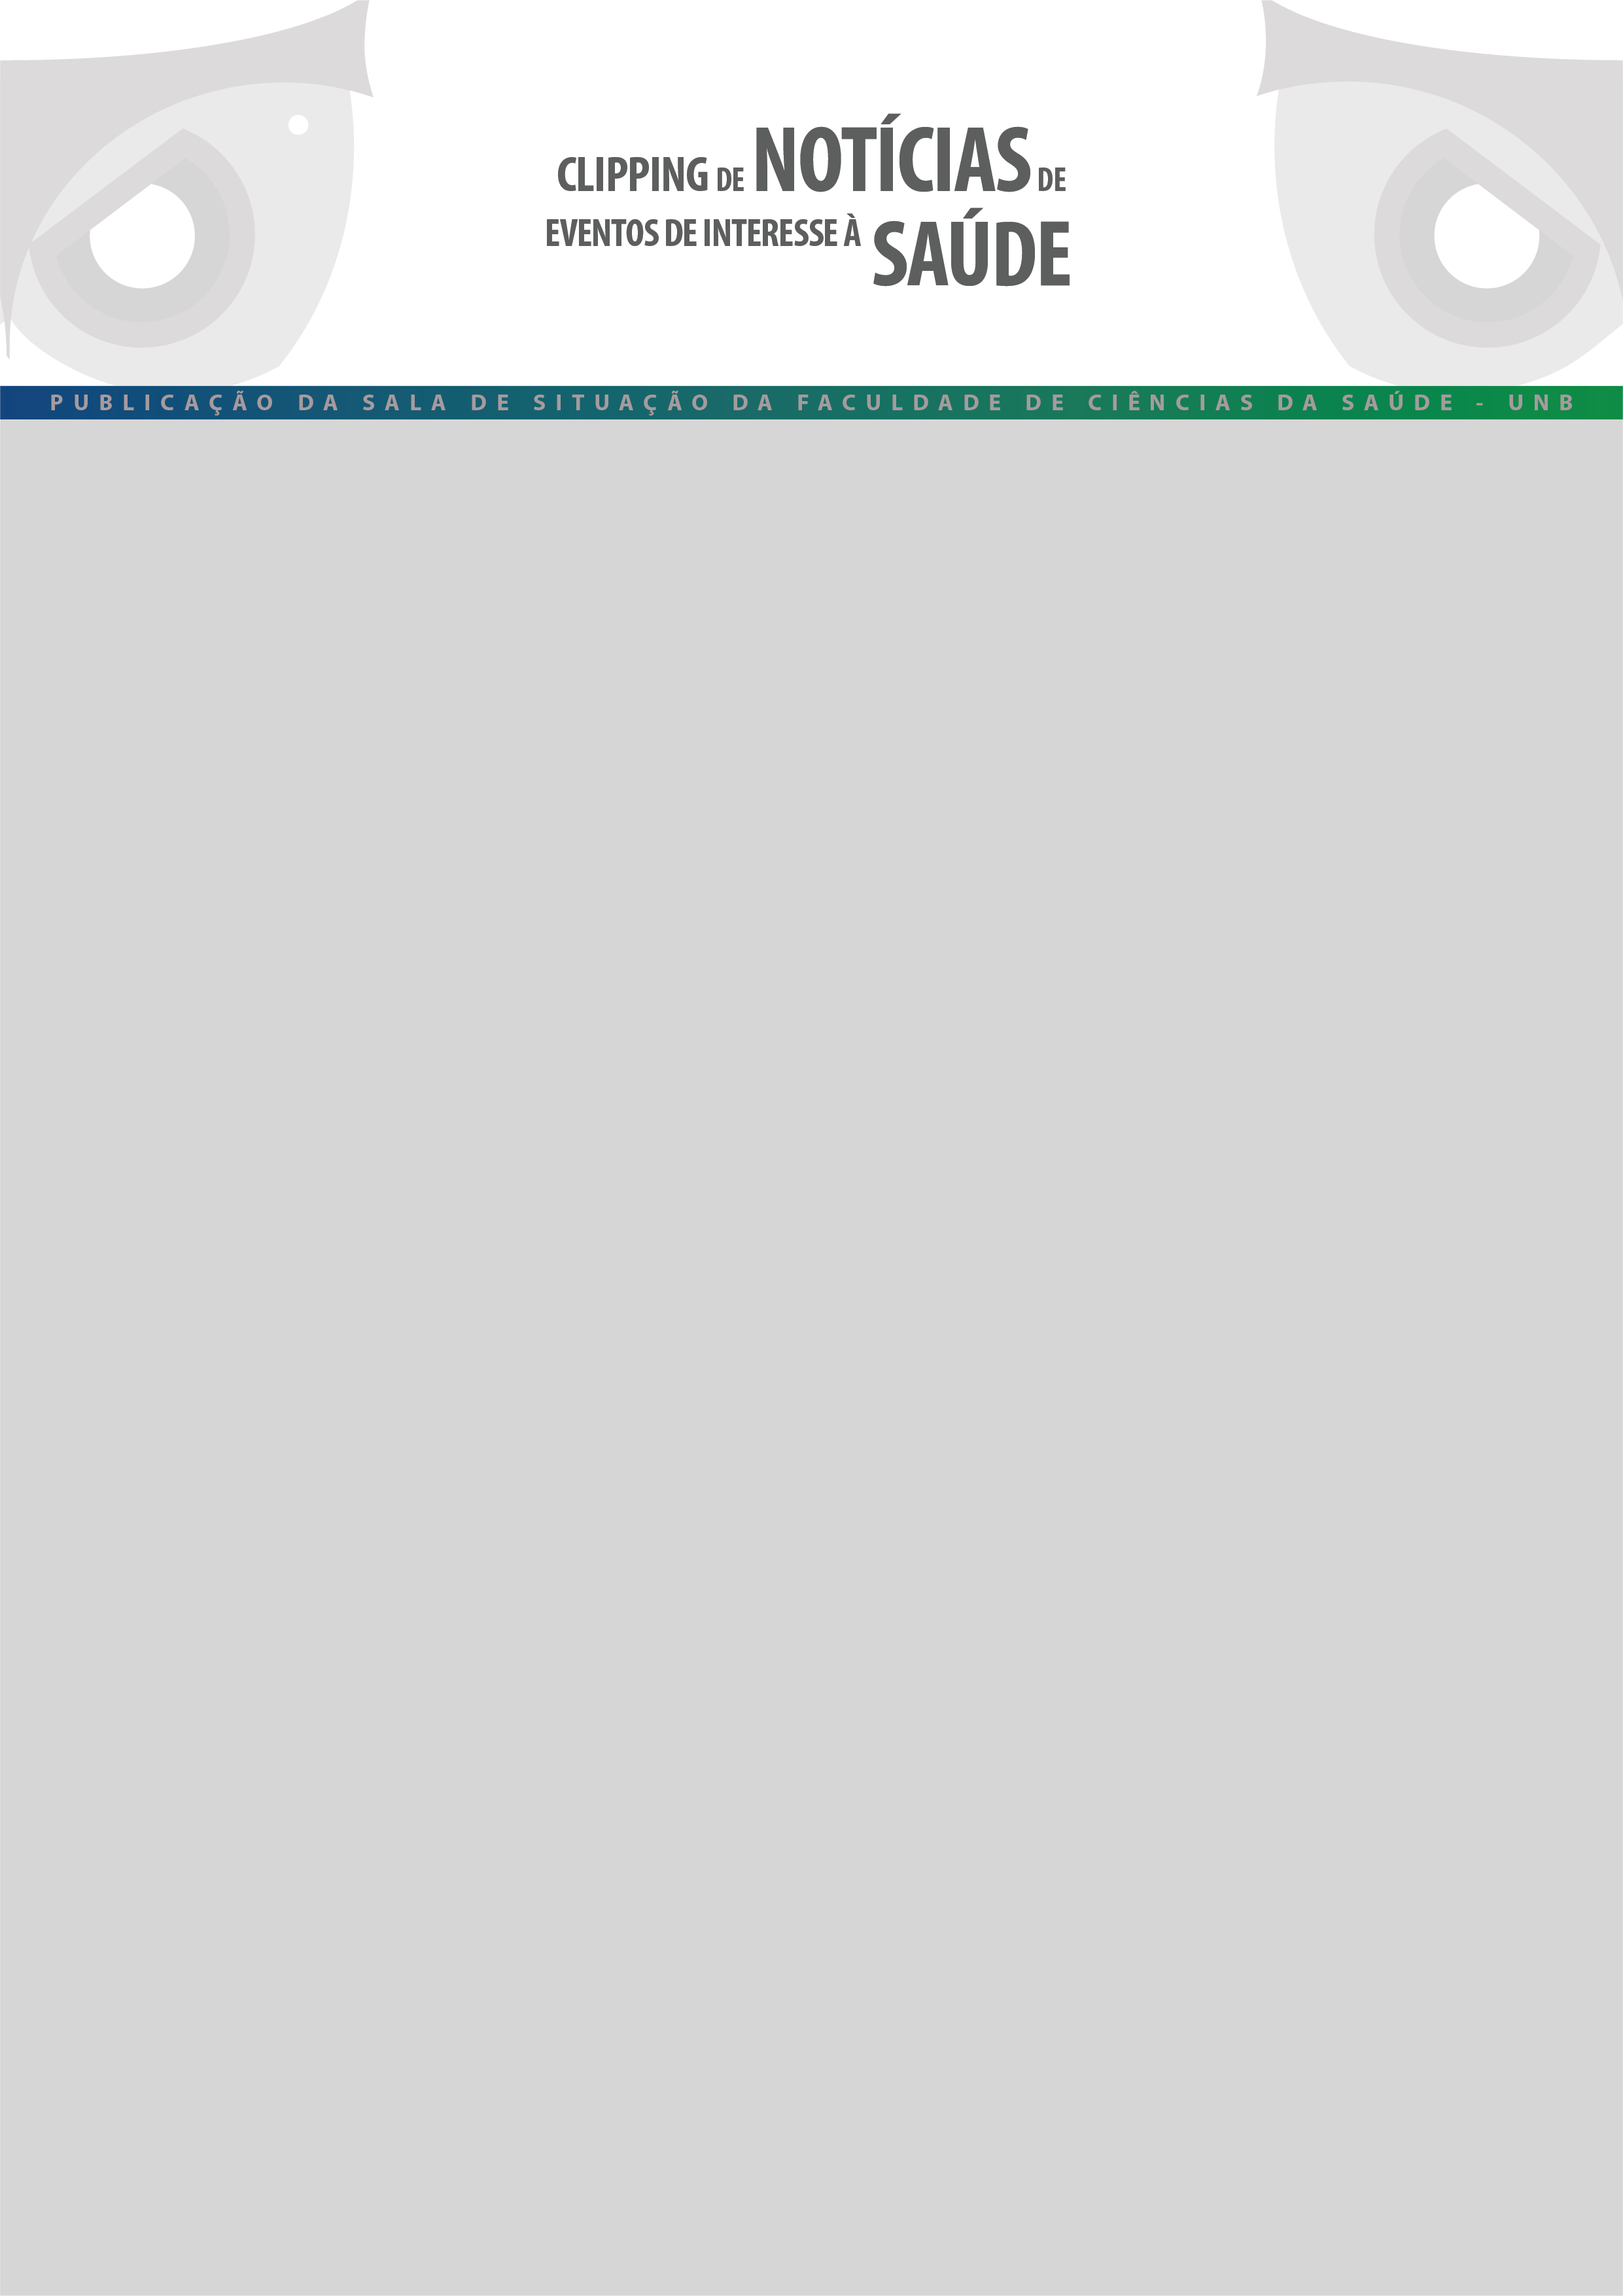 CLIPPING DE NOTÍCIAS DE
EVENTOS DE INTERESSE À SAÚDE
PUBLICAÇÃO DA SALA DE SITUAÇÃO DA FACULDADE DE CIÊNCIAS DA SAÚDE - UNB